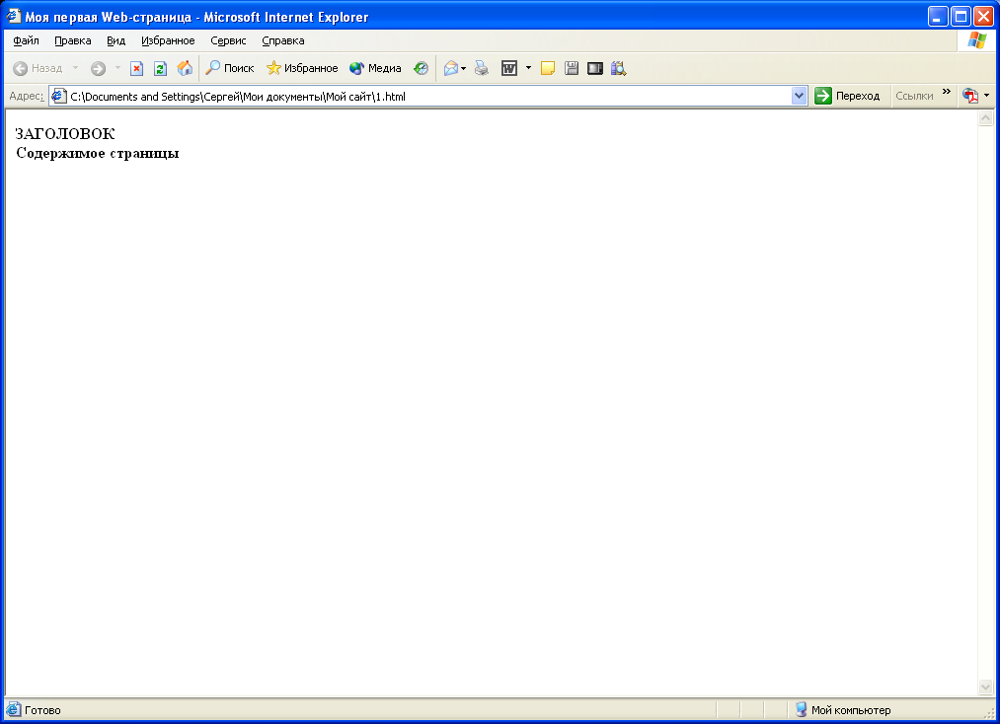 Моя первая Web-страница - Microsoft Internet Explorer
Файл Правка Вид Избранное Сервис Справка
Назад Поиск Избранное Медиа
Адрес: C:\Documents and Settings\Сергей\Мои документы\Мой сайт\1.html Переход Ссылки »
ЗАГОЛОВОК
Содержимое страницы
Готово Мой компьютер